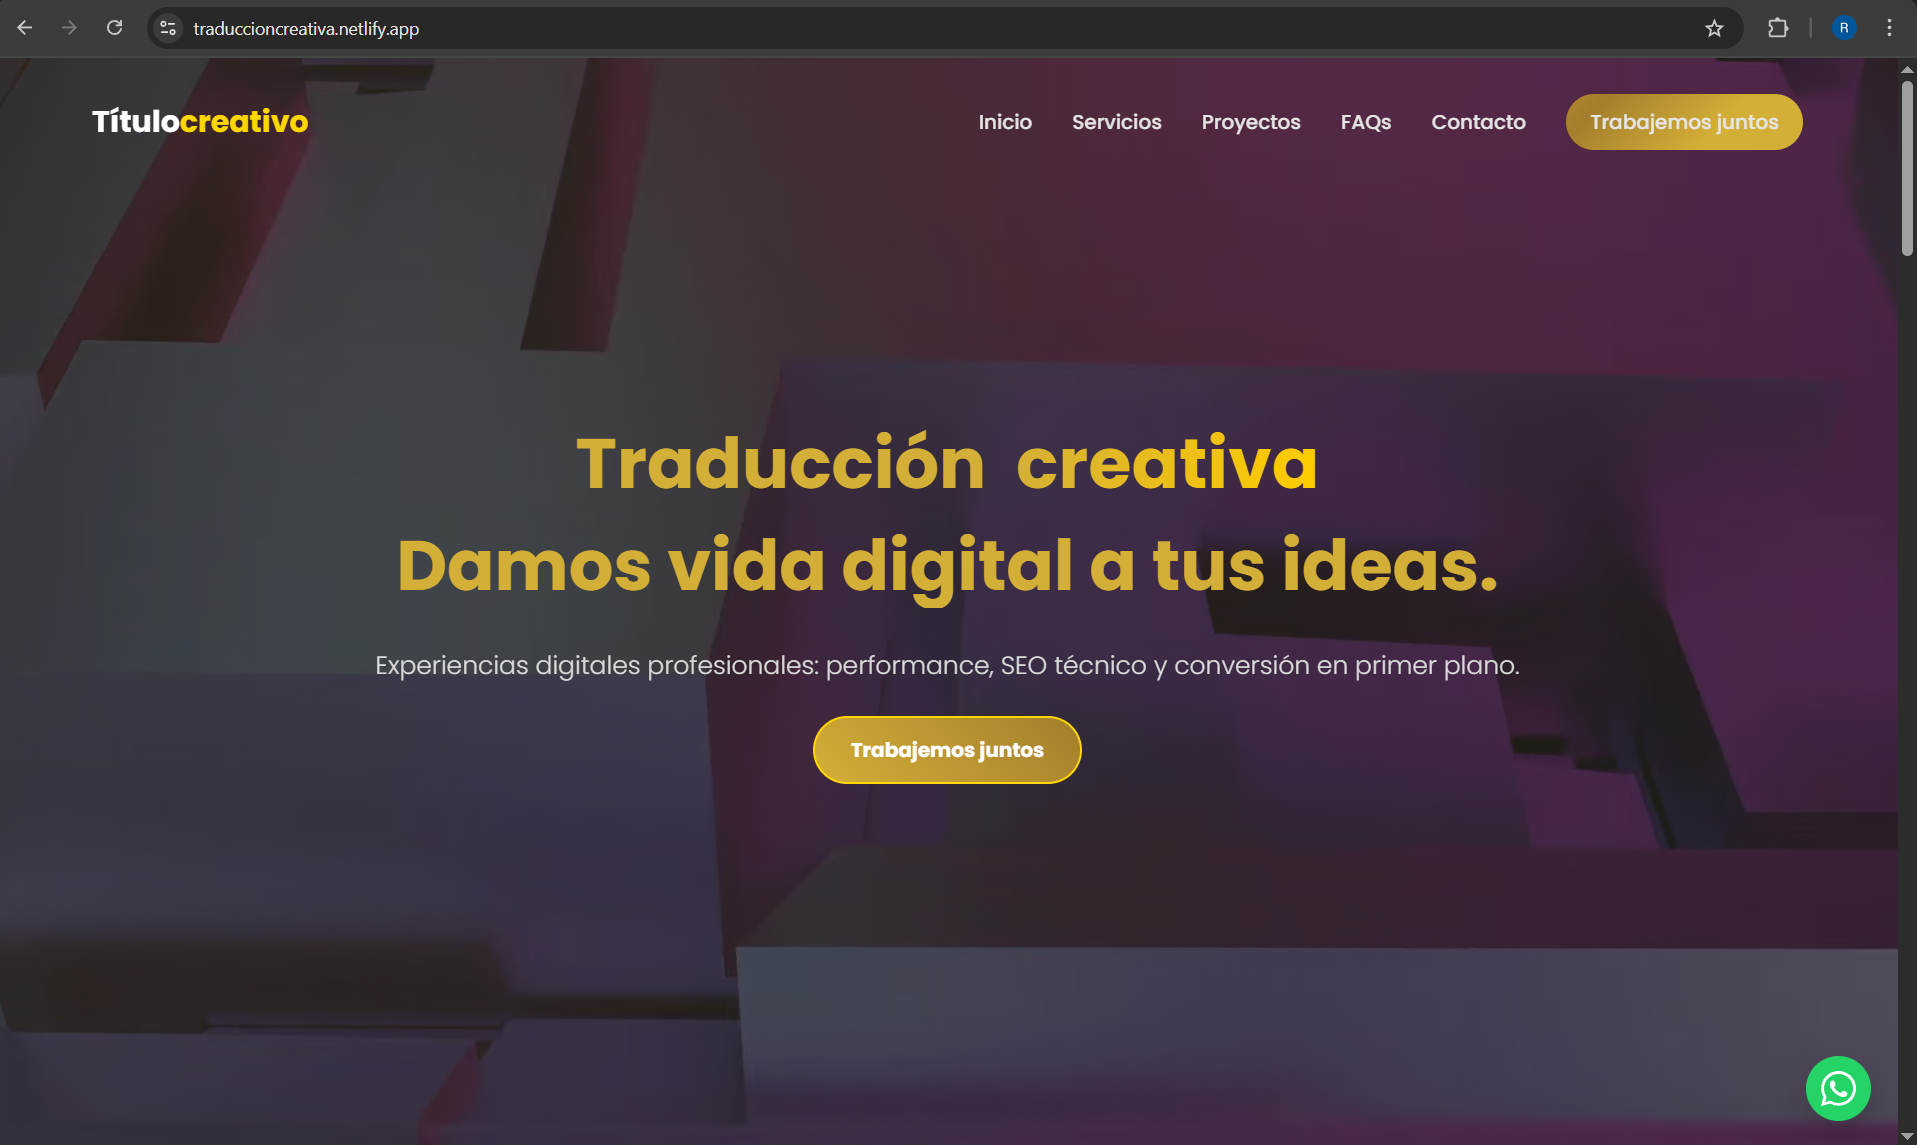 traduccioncreativa.netlify.app
R
Títulocreativo
Inicio Servicios Proyectos FAQs Contacto Trabajemos juntos
Traducción creativa
Damos vida digital a tus ideas.
Experiencias digitales profesionales: performance, SEO técnico y conversión en primer plano.
Trabajemos juntos